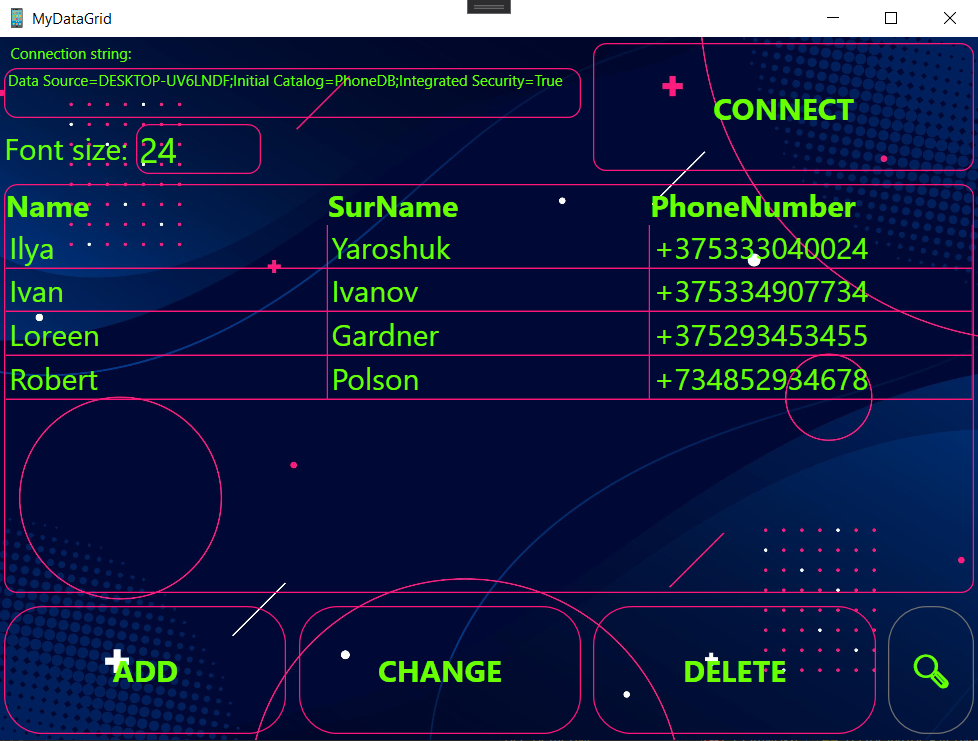 MyDataGrid
Connection string:
Data Source=DESKTOP-UV6LNDF;Initial Catalog=PhoneDB;Integrated Security=True
CONNECT
Font size: 24
Name SurName PhoneNumber
Ilya Yaroshuk +375333040024
Ivan Ivanov +375334907734
Loreen Gardner +375293453455
Robert Polson +734852934678
ADD CHANGE DELETE